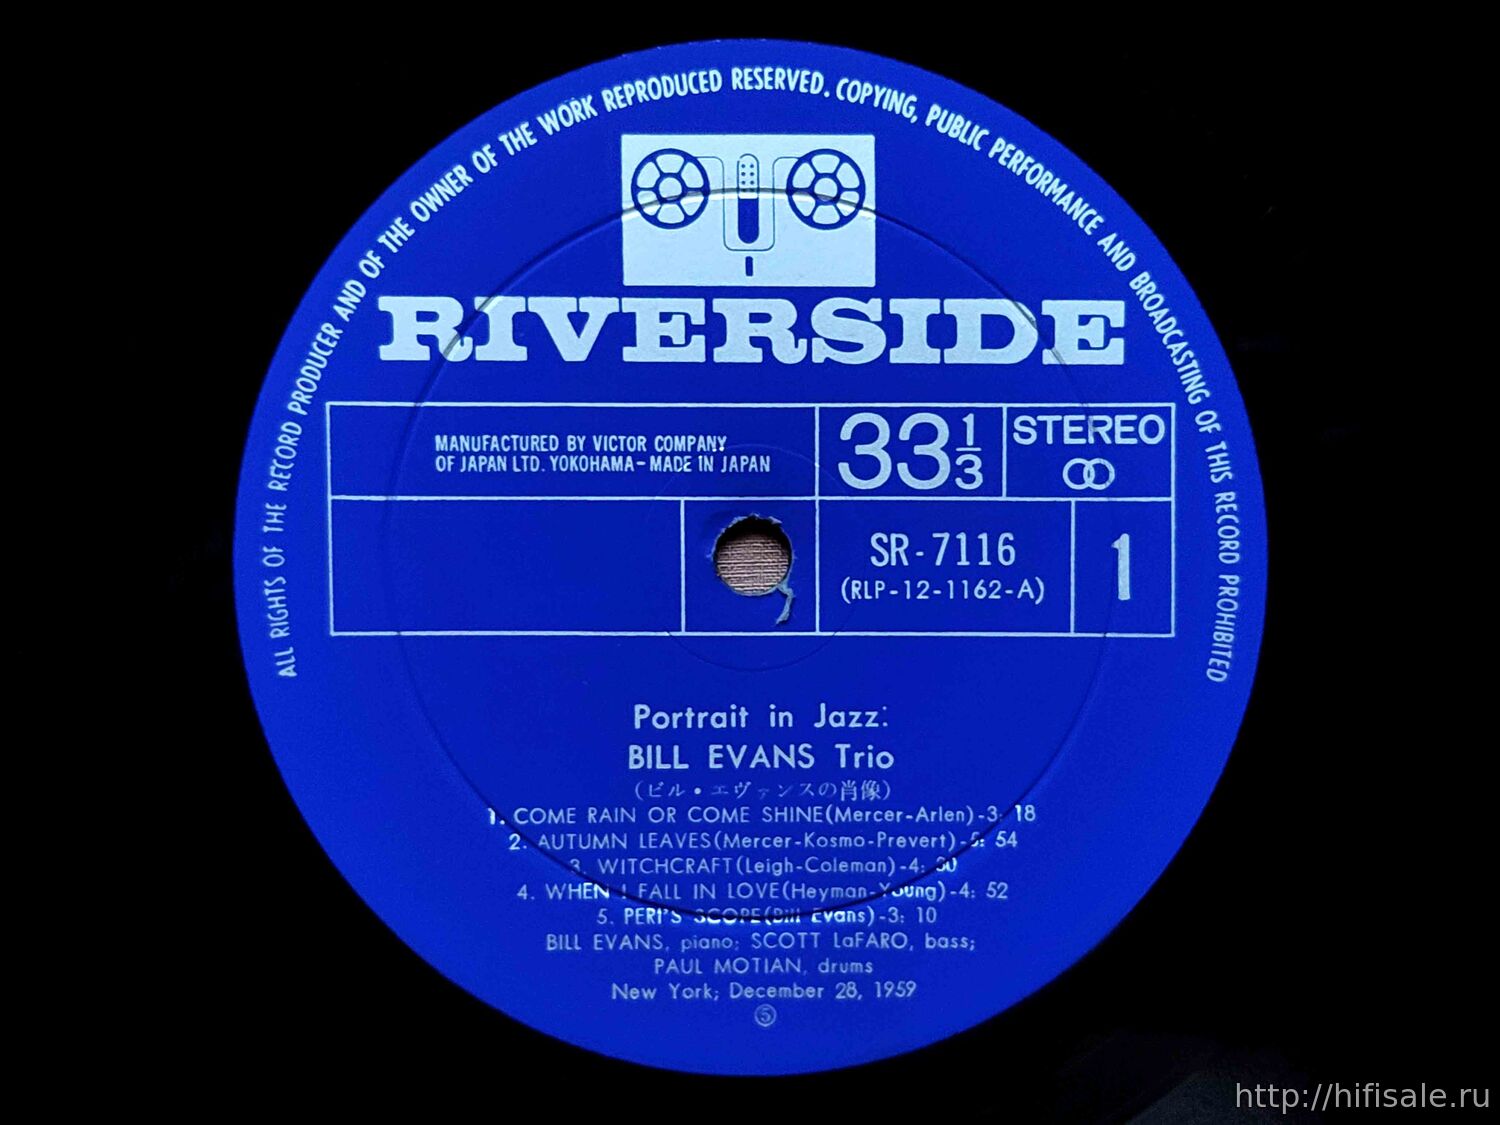 ALL RIGHTS OF THE RECORD PRODUCER AND OF THE OWNER OF THE WORK REPRODUCED RESERVED. COPYING, PUBLIC PERFORMANCE AND BROADCASTING OF THIS RECORD PROHIBITED
RIVERSIDE
MANUFACTURED BY VICTOR COMPANY
OF JAPAN LTD. YOKOHAMA-MADE IN JAPAN
33 1/3
STEREO
SR-7116
(RLP-12-1162-A)
1
Portrait in Jazz:
BILL EVANS Trio
(ビル・エヴァンスの肖像)
1. COME RAIN OR COME SHINE(Mercer-Arlen)-3: 18
2. AUTUMN LEAVES(Mercer-Kosmo-Prevert)-5: 54
3. WITCHCRAFT(Leigh-Coleman)-4: 30
4. WHEN I FALL IN LOVE(Heyman-Young)-4: 52
5. PERI'S SCOPE(Bill Evans)-3: 10
BILL EVANS, piano; SCOTT LaFARO, bass;
PAUL MOTIAN, drums
New York; December 28, 1959
⑤
http://hifisale.ru